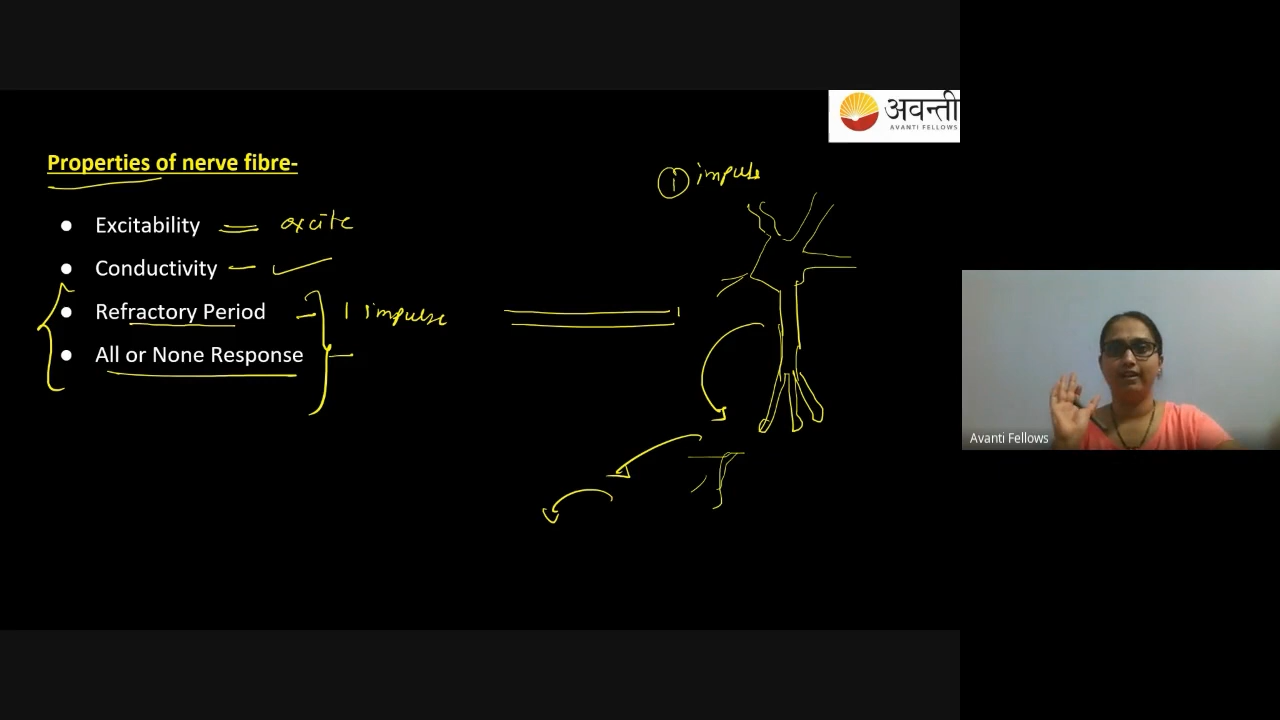 अवन्ती
AVANTI FELLOWS
Properties of nerve fibre-
① impulse
● Excitability = excite
● Conductivity – ✓
● Refractory Period – 1 impulse
● All or None Response –
Avanti Fellows